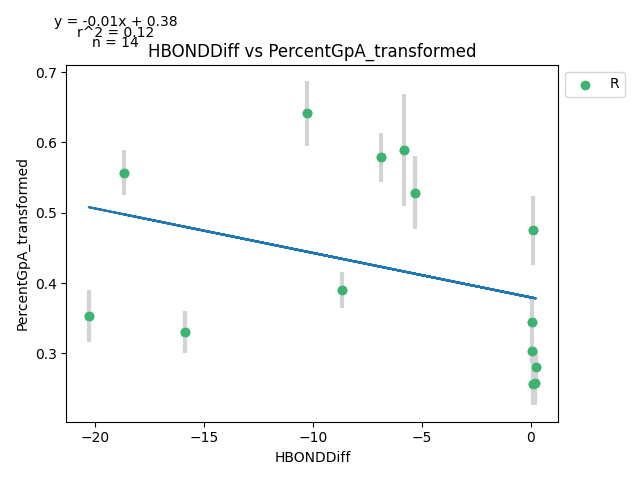 y = -0.01x + 0.38
r^2 = 0.12
n = 14
HBONDDiff vs PercentGpA_transformed
R
PercentGpA_transformed
0.7
0.6
0.5
0.4
0.3
−20
−15
−10
−5
0
HBONDDiff